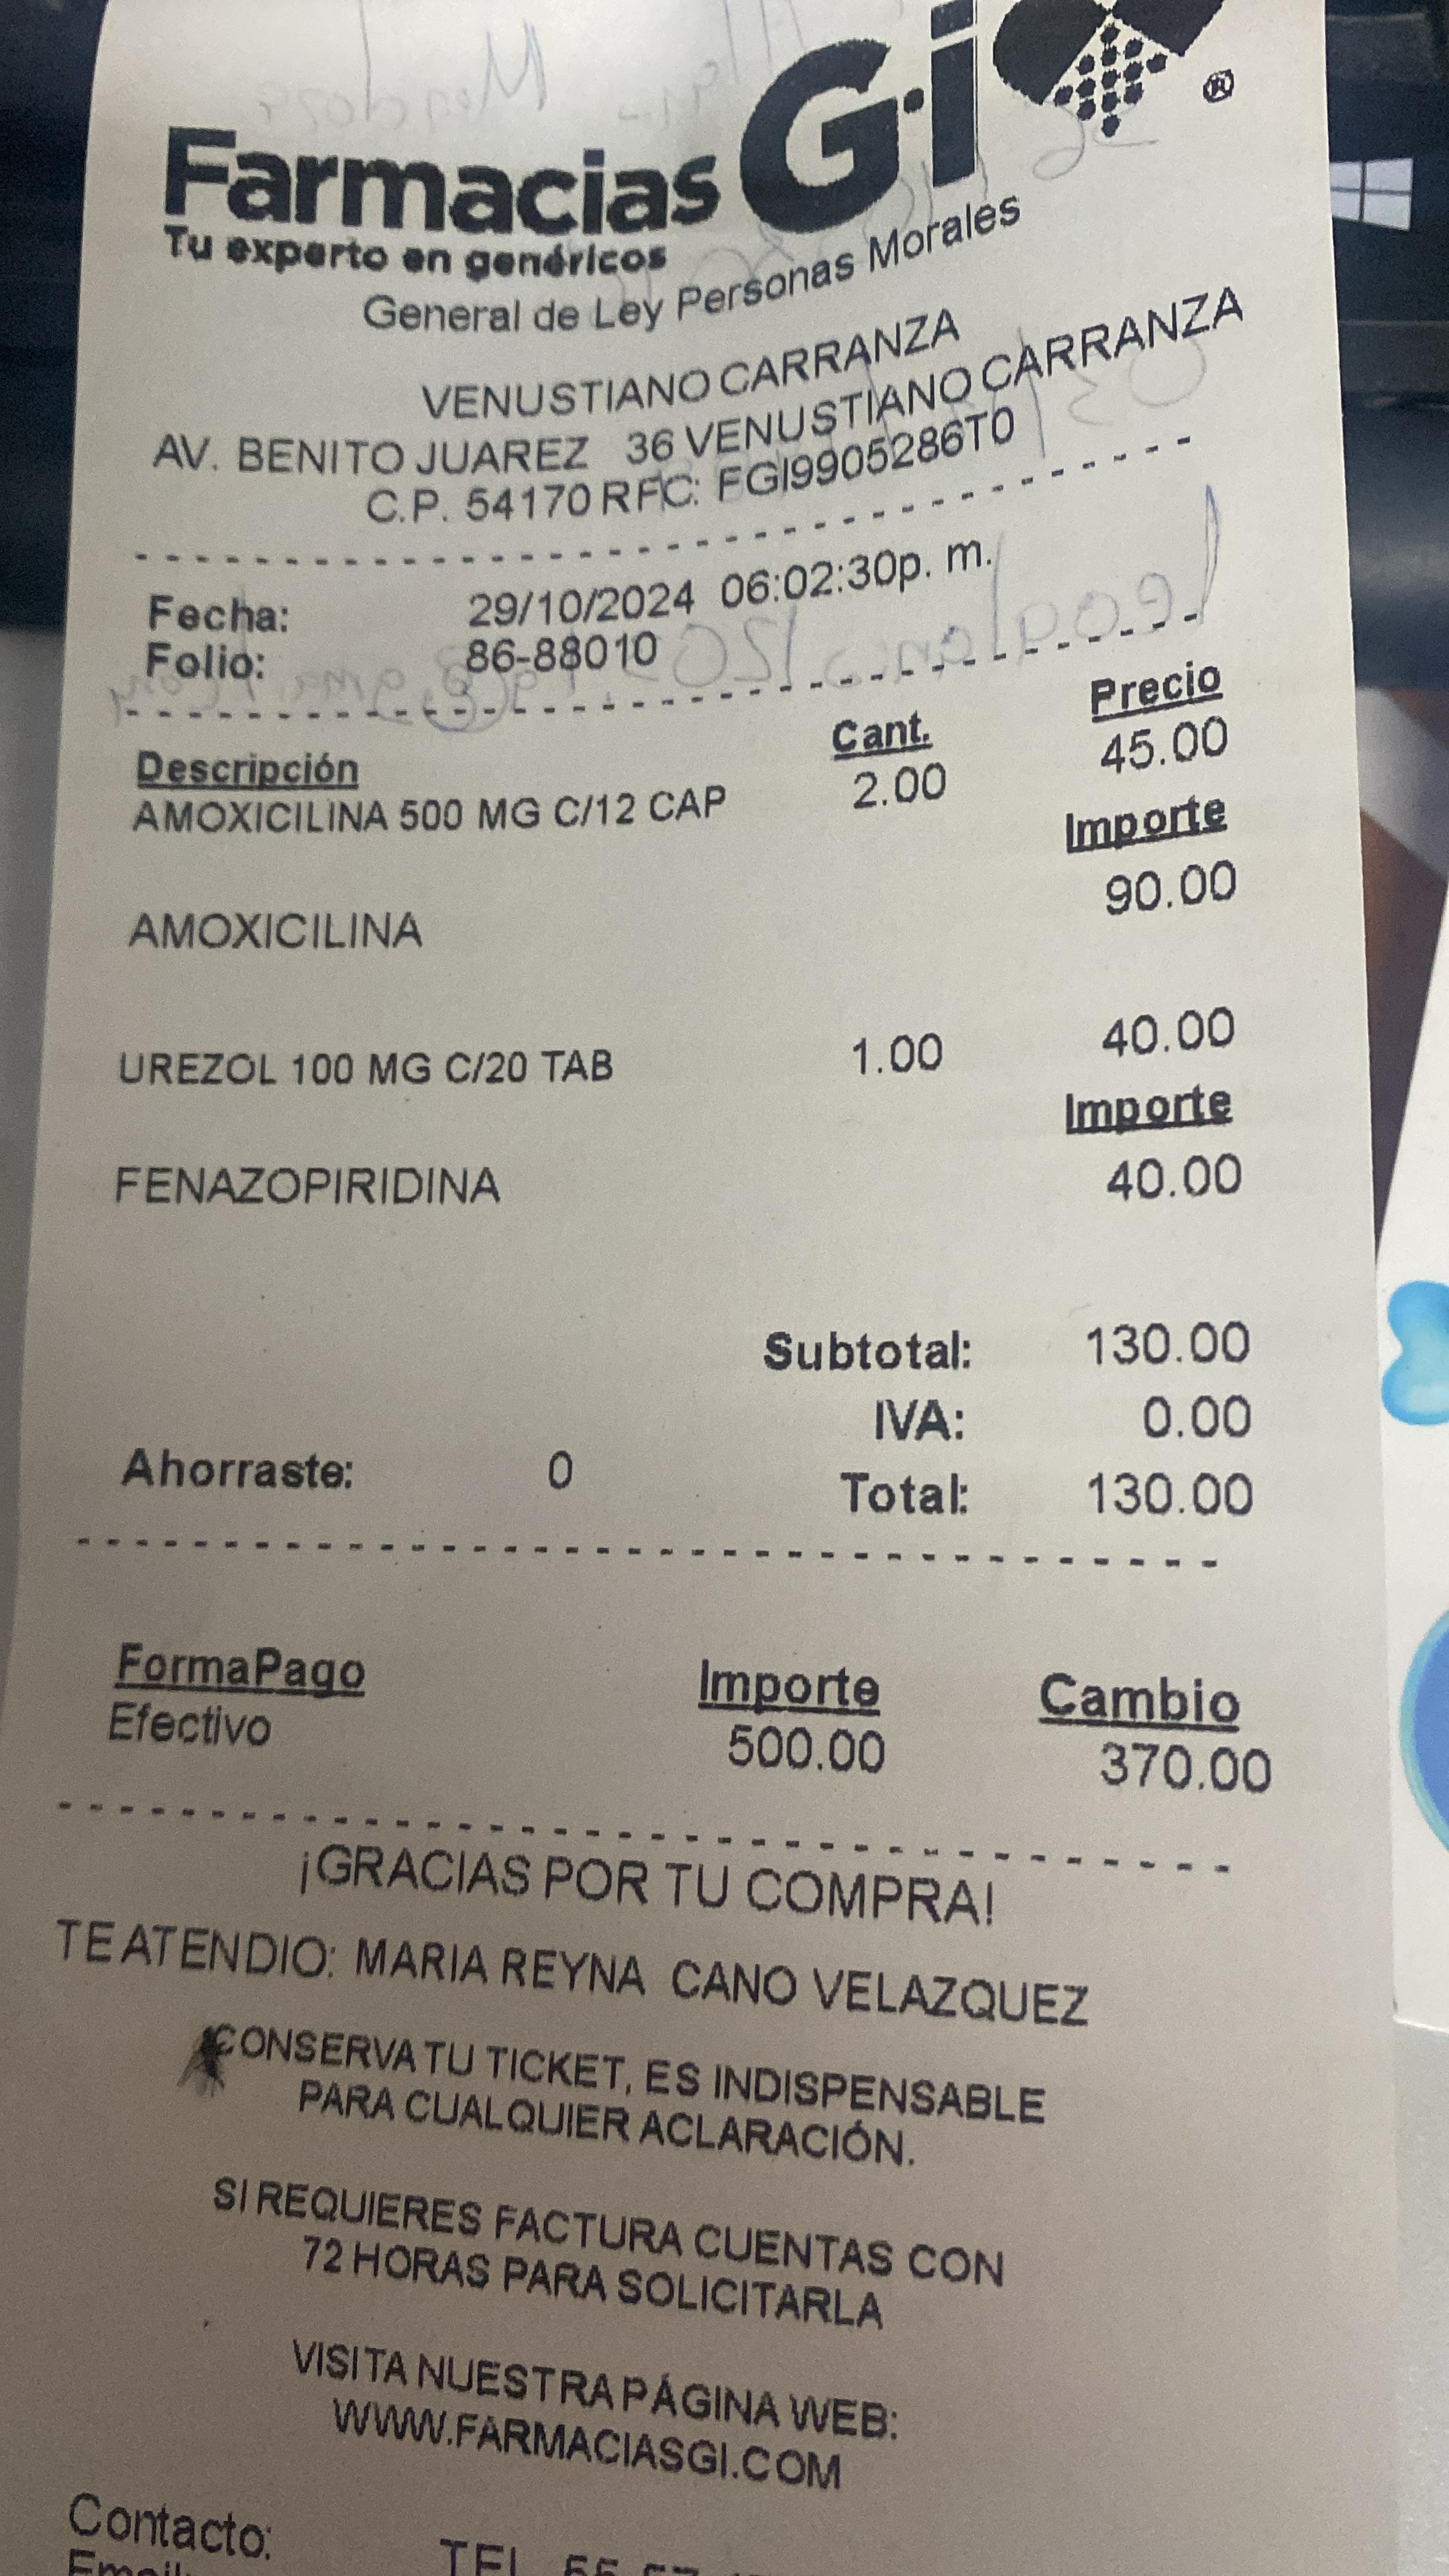 Farmacias G.i ®
Tu experto en genéricos
General de Ley Personas Morales
VENUSTIANO CARRANZA
AV. BENITO JUAREZ 36 VENUSTIANO CARRANZA
C.P. 54170 RFC: FGI9905286T0
Fecha: 29/10/2024 06:02:30p. m.
Folio: 86-88010
Descripción Cant. Precio
AMOXICILINA 500 MG C/12 CAP 2.00 45.00
Importe
AMOXICILINA 90.00
UREZOL 100 MG C/20 TAB 1.00 40.00
Importe
FENAZOPIRIDINA 40.00
Subtotal: 130.00
IVA: 0.00
Ahorraste: 0 Total: 130.00
FormaPago Importe Cambio
Efectivo 500.00 370.00
¡GRACIAS POR TU COMPRA!
TE ATENDIO: MARIA REYNA CANO VELAZQUEZ
CONSERVA TU TICKET, ES INDISPENSABLE
PARA CUALQUIER ACLARACIÓN.
SI REQUIERES FACTURA CUENTAS CON
72 HORAS PARA SOLICITARLA
VISITA NUESTRA PÁGINA WEB:
WWW.FARMACIASGI.COM
Contacto:
Email: TEL. 55 57